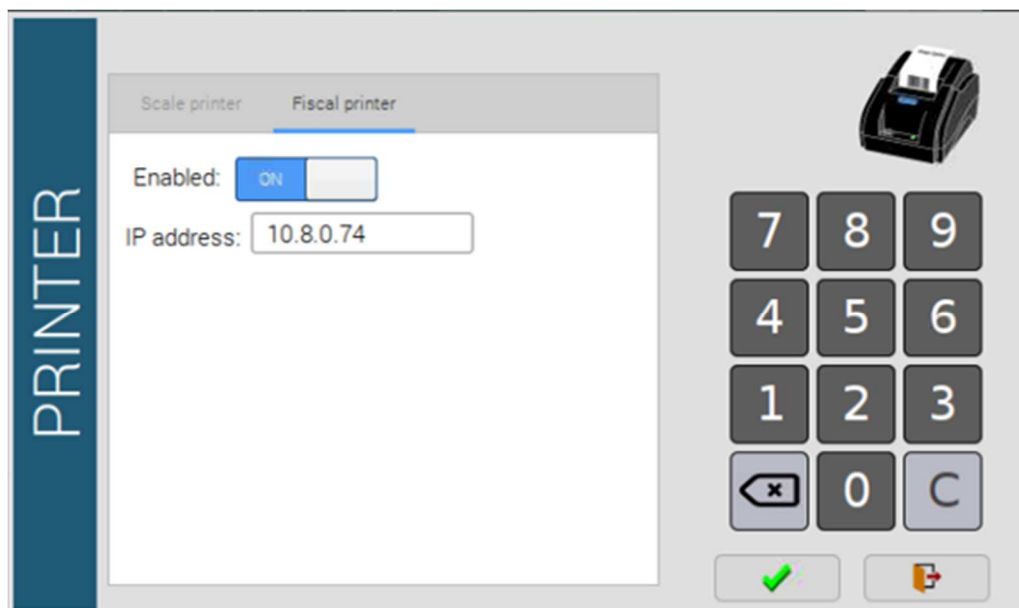 PRINTER
Scale printer Fiscal printer
Enabled: ON
IP address: 10.8.0.74
7 8 9
4 5 6
1 2 3
0 C